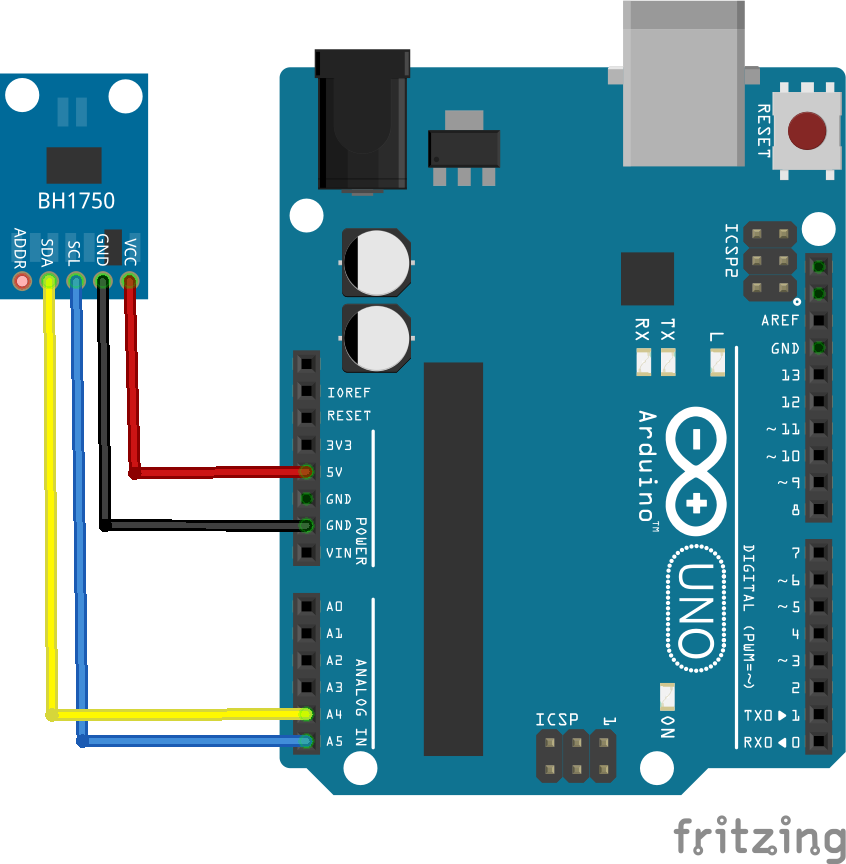 BH1750
ADDR
SDA
SCL
GND
VCC
RESET
ICSP2
AREF
GND
13
12
~11
~10
~9
8
RX
TX
L
IOREF
RESET
3V3
5V
GND
GND
VIN
POWER
Arduino™
UNO
7
~6
~5
4
~3
2
TX0▶1
RX0◀0
DIGITAL (PWM=~)
A0
A1
A2
A3
A4
A5
ANALOG IN
ICSP
1
ON
fritzing